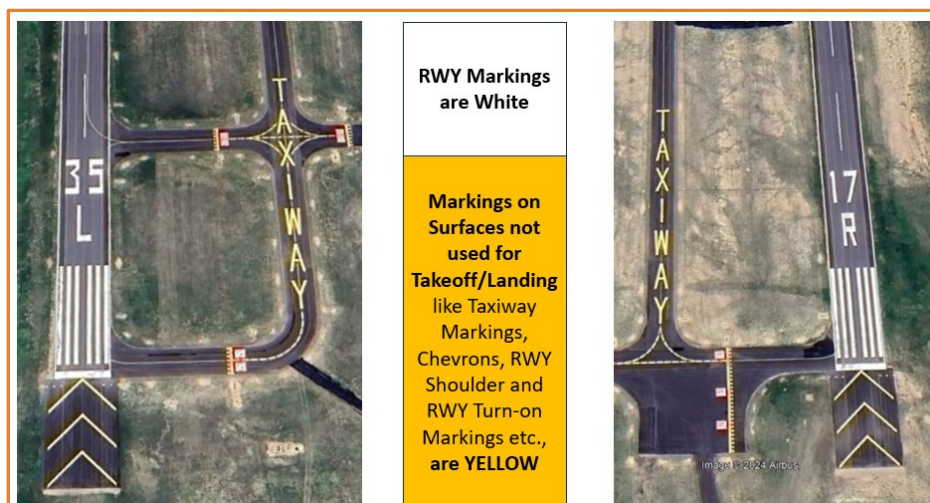 TAXIWAY
35
L
RWY Markings
are White
Markings on
Surfaces not
used for
Takeoff/Landing
like Taxiway
Markings,
Chevrons, RWY
Shoulder and
RWY Turn-on
Markings etc.,
are YELLOW
TAXIWAY
17
R
Image © 2024 Airbus